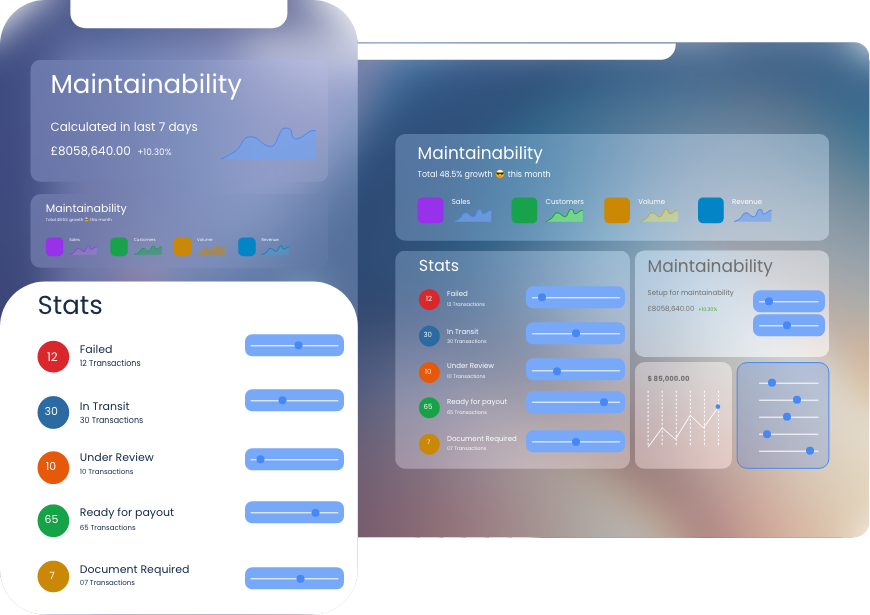 Maintainability
Calculated in last 7 days
£8058,640.00 +10.30%
Maintainability
Total 48.5% growth 😎 this month
Sales Customers Volume Revenue
Stats
12 Failed
12 Transactions
30 In Transit
30 Transactions
10 Under Review
10 Transactions
65 Ready for payout
65 Transactions
7 Document Required
07 Transactions
Maintainability
Total 48.5% growth 😎 this month
Sales Customers Volume Revenue
Stats
12 Failed
12 Transactions
30 In Transit
30 Transactions
10 Under Review
10 Transactions
65 Ready for payout
65 Transactions
7 Document Required
07 Transactions
Maintainability
Setup for maintainability
£8058,640.00 +10.30%
$ 85,000.00